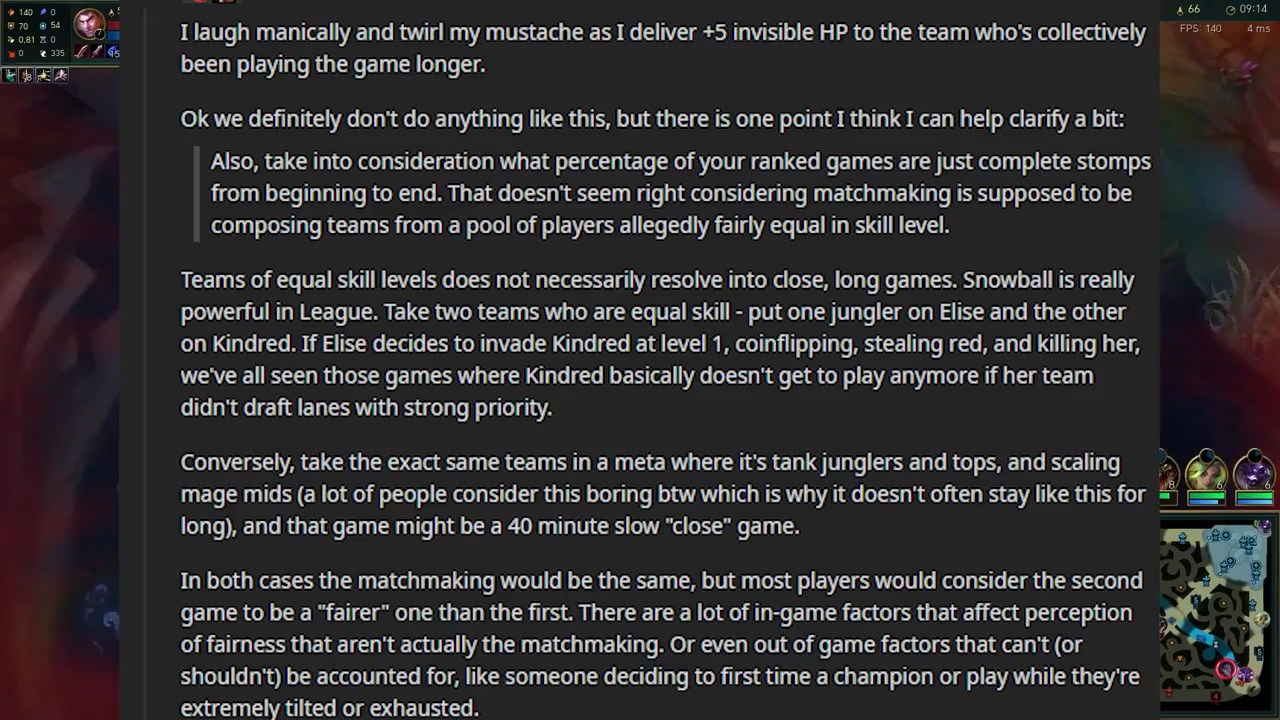 140 0
70 54
0.81 0
0 335
66 09:14
FPS: 140 4 ms
I laugh manically and twirl my mustache as I deliver +5 invisible HP to the team who's collectively
been playing the game longer.
Ok we definitely don't do anything like this, but there is one point I think I can help clarify a bit:
Also, take into consideration what percentage of your ranked games are just complete stomps
from beginning to end. That doesn't seem right considering matchmaking is supposed to be
composing teams from a pool of players allegedly fairly equal in skill level.
Teams of equal skill levels does not necessarily resolve into close, long games. Snowball is really
powerful in League. Take two teams who are equal skill - put one jungler on Elise and the other
on Kindred. If Elise decides to invade Kindred at level 1, coinflipping, stealing red, and killing her,
we've all seen those games where Kindred basically doesn't get to play anymore if her team
didn't draft lanes with strong priority.
Conversely, take the exact same teams in a meta where it's tank junglers and tops, and scaling
mage mids (a lot of people consider this boring btw which is why it doesn't often stay like this for
long), and that game might be a 40 minute slow "close" game.
8 6 6
In both cases the matchmaking would be the same, but most players would consider the second
game to be a "fairer" one than the first. There are a lot of in-game factors that affect perception
of fairness that aren't actually the matchmaking. Or even out of game factors that can't (or
shouldn't) be accounted for, like someone deciding to first time a champion or play while they're
extremely tilted or exhausted.